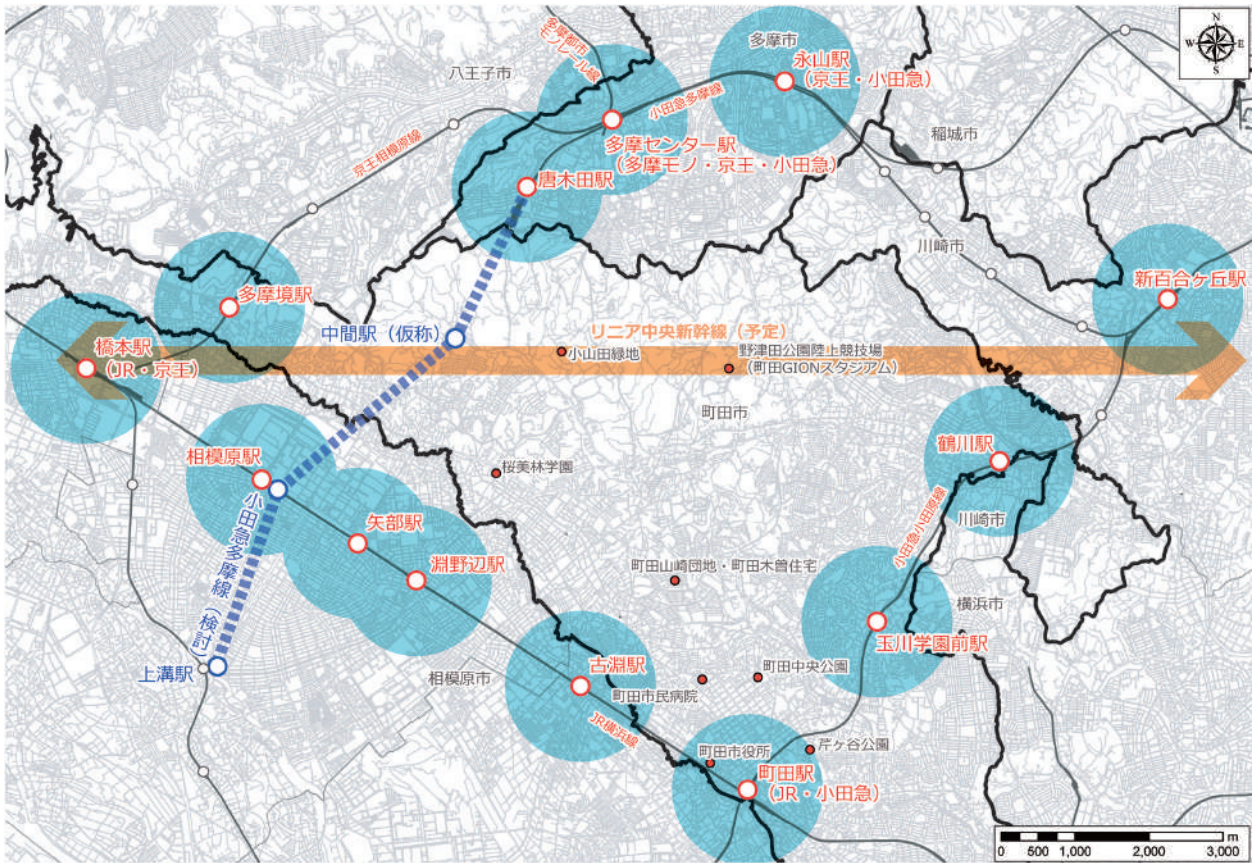 N
W
E
S
多摩都市
モノレール線
多摩市
八王子市
永山駅
（京王・小田急）
小田急多摩線
稲城市
京王相模原線
多摩センター駅
（多摩モノ・京王・小田急）
唐木田駅
川崎市
新百合ヶ丘駅
多摩境駅
中間駅（仮称）
リニア中央新幹線（予定）
橋本駅
（JR・京王）
小山田緑地
野津田公園陸上競技場
（町田GIONスタジアム）
町田市
鶴川駅
相模原駅
桜美林学園
小田急多摩線（検討）
矢部駅
小田急小田原線
川崎市
淵野辺駅
町田山崎団地・町田木曽住宅
横浜市
玉川学園前駅
上溝駅
相模原市
古淵駅
町田市民病院
町田中央公園
JR横浜線
町田市役所
芹ヶ谷公園
町田駅
（JR・小田急）
0 500 1,000 2,000 3,000 m